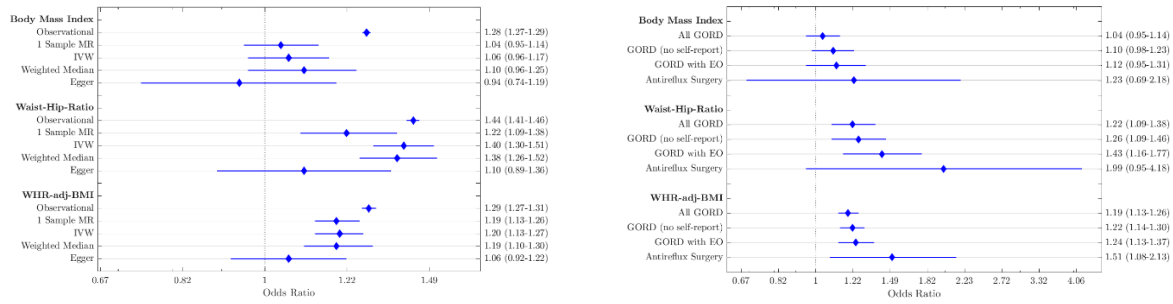 Body Mass Index
Observational 1.28 (1.27-1.29)
1 Sample MR 1.04 (0.95-1.14)
IVW 1.06 (0.96-1.17)
Weighted Median 1.10 (0.96-1.25)
Egger 0.94 (0.74-1.19)
Waist-Hip-Ratio
Observational 1.44 (1.41-1.46)
1 Sample MR 1.22 (1.09-1.38)
IVW 1.40 (1.30-1.51)
Weighted Median 1.38 (1.26-1.52)
Egger 1.10 (0.89-1.36)
WHR-adj-BMI
Observational 1.29 (1.27-1.31)
1 Sample MR 1.19 (1.13-1.26)
IVW 1.20 (1.13-1.27)
Weighted Median 1.19 (1.10-1.30)
Egger 1.06 (0.92-1.22)
0.67 0.82 1 1.22 1.49
Odds Ratio
Body Mass Index
All GORD 1.04 (0.95-1.14)
GORD (no self-report) 1.10 (0.98-1.23)
GORD with EO 1.12 (0.95-1.31)
Antireflux Surgery 1.23 (0.69-2.18)
Waist-Hip-Ratio
All GORD 1.22 (1.09-1.38)
GORD (no self-report) 1.26 (1.09-1.46)
GORD with EO 1.43 (1.16-1.77)
Antireflux Surgery 1.99 (0.95-4.18)
WHR-adj-BMI
All GORD 1.19 (1.13-1.26)
GORD (no self-report) 1.22 (1.14-1.30)
GORD with EO 1.24 (1.13-1.37)
Antireflux Surgery 1.51 (1.08-2.13)
0.67 0.82 1 1.22 1.49 1.82 2 2.23 2.72 3 3.32 4.06
Odds Ratio